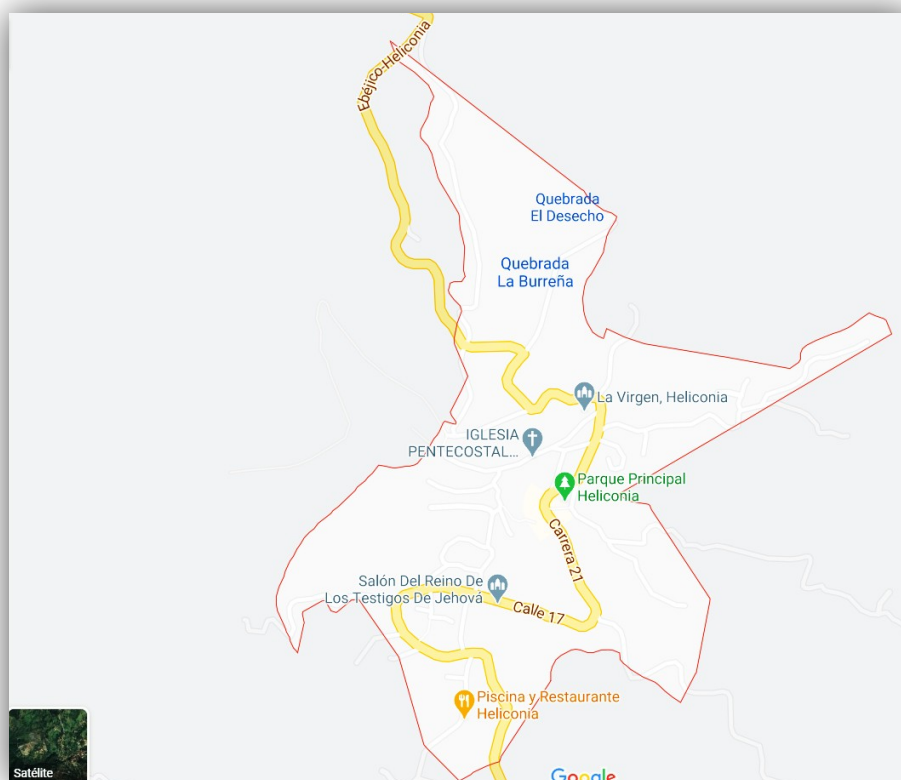 Ebéjico-Heliconia
Quebrada
El Desecho
Quebrada
La Burreña
La Virgen, Heliconia
IGLESIA
PENTECOSTAL...
Parque Principal
Heliconia
Carrera 21
Salón Del Reino De
Los Testigos De Jehová
Calle 17
Piscina y Restaurante
Heliconia
Satélite
Google